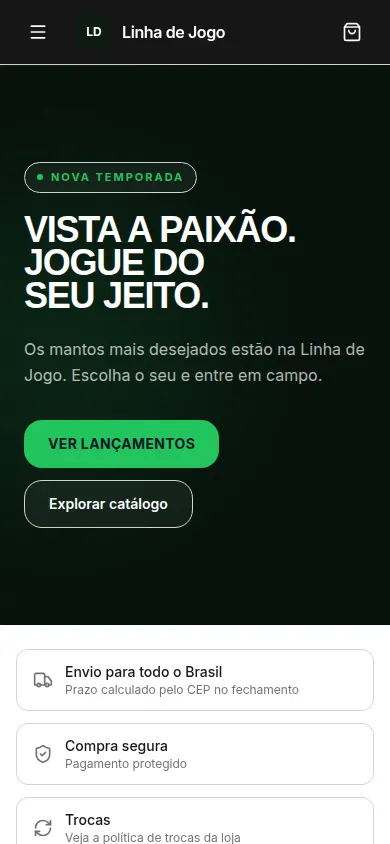 LD Linha de Jogo
NOVA TEMPORADA
VISTA A PAIXÃO.
JOGUE DO
SEU JEITO.
Os mantos mais desejados estão na Linha de
Jogo. Escolha o seu e entre em campo.
VER LANÇAMENTOS
Explorar catálogo
Envio para todo o Brasil
Prazo calculado pelo CEP no fechamento
Compra segura
Pagamento protegido
Trocas
Veja a política de trocas da loja